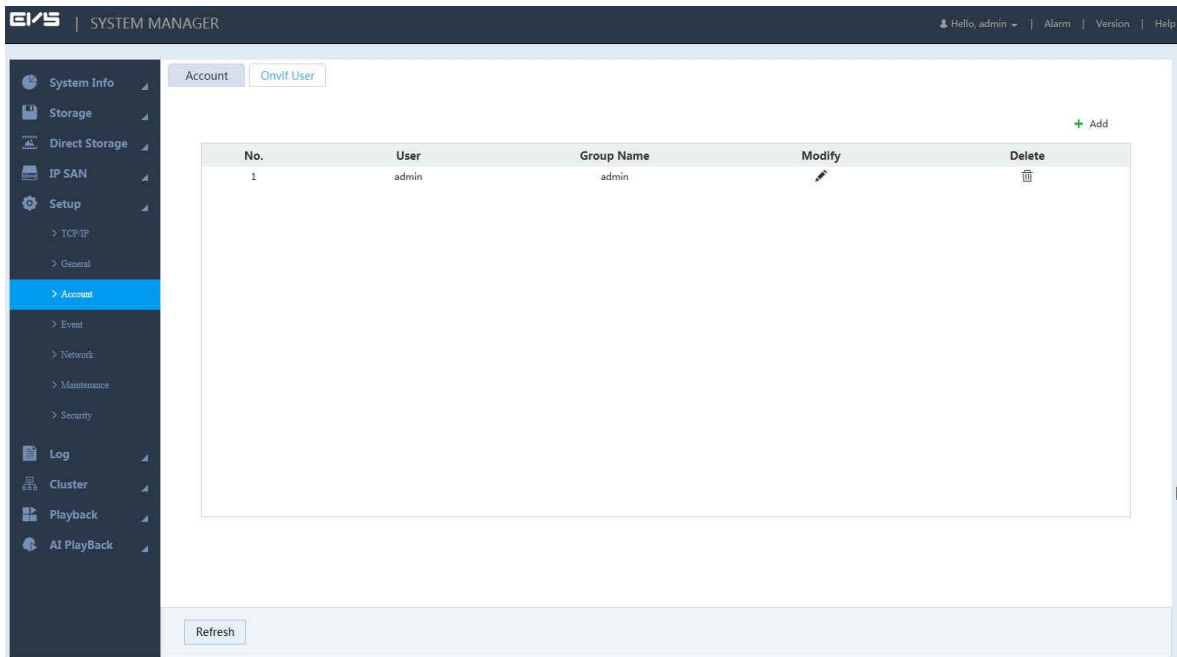 EVS | SYSTEM MANAGER
Hello, admin | Alarm | Version | Help
System Info
Storage
Direct Storage
IP SAN
Setup
> TCP/IP
> General
> Account
> Event
> Network
> Maintenance
> Security
Log
Cluster
Playback
AI PlayBack
Account Onvif User
+ Add
No. User Group Name Modify Delete
1 admin admin
Refresh